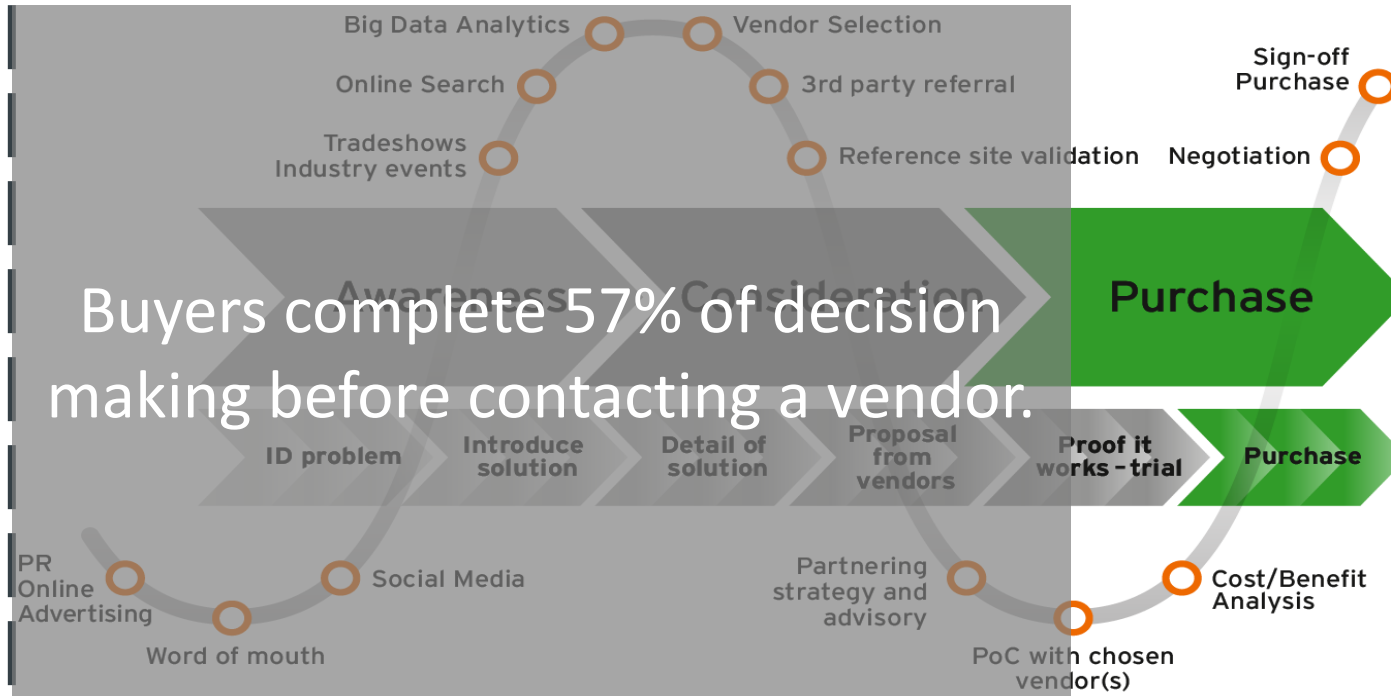 Big Data Analytics
Vendor Selection
Sign-off
Purchase
Online Search
3rd party referral
Tradeshows
Industry events
Reference site validation
Negotiation
Awareness
Consideration
Purchase
Buyers complete 57% of decision
making before contacting a vendor.
ID problem
Introduce
solution
Detail of
solution
Proposal
from
vendors
Proof it
works – trial
Purchase
PR
Online
Advertising
Social Media
Partnering
strategy and
advisory
Cost/Benefit
Analysis
Word of mouth
PoC with chosen
vendor(s)